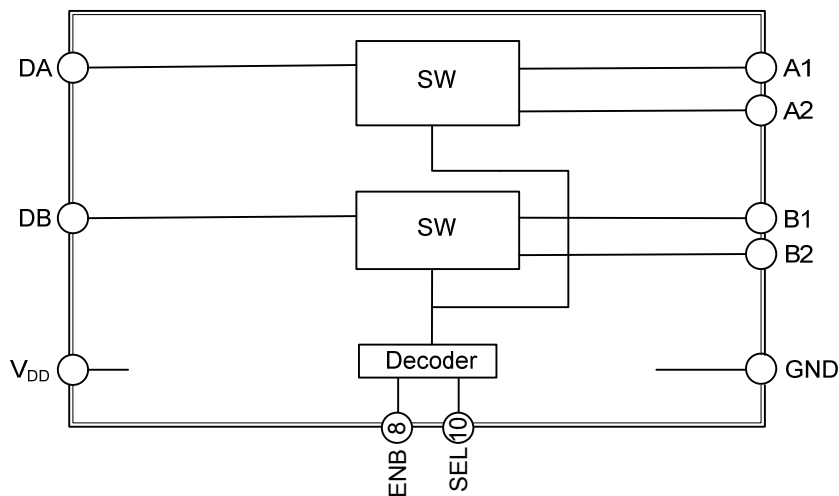 DA
SW
A1
A2
DB
SW
B1
B2
VDD
Decoder
GND
8
10
ENB
SEL